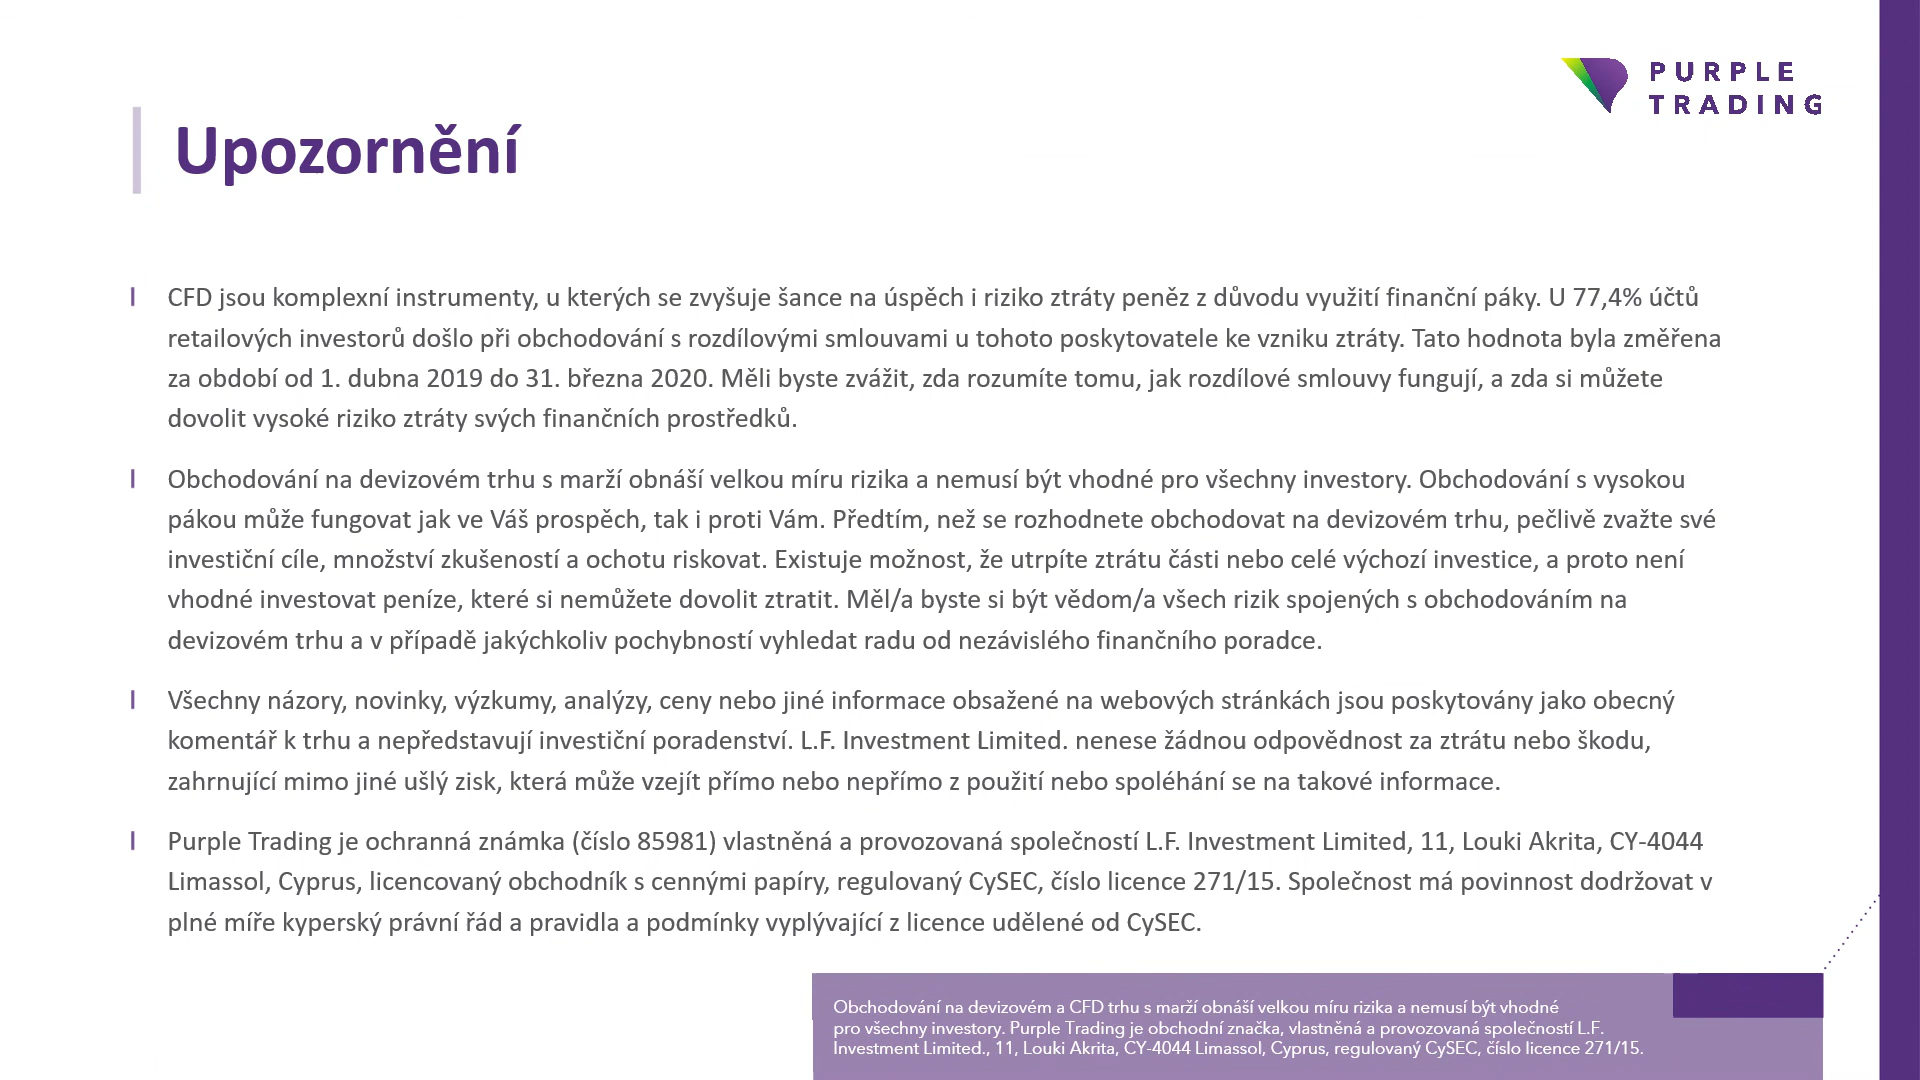 PURPLE
TRADING
Upozornění
CFD jsou komplexní instrumenty, u kterých se zvyšuje šance na úspěch i riziko ztráty peněz z důvodu využití finanční páky. U 77,4% účtů
retailových investorů došlo při obchodování s rozdílovými smlouvami u tohoto poskytovatele ke vzniku ztráty. Tato hodnota byla změřena
za období od 1. dubna 2019 do 31. března 2020. Měli byste zvážit, zda rozumíte tomu, jak rozdílové smlouvy fungují, a zda si můžete
dovolit vysoké riziko ztráty svých finančních prostředků.
Obchodování na devizovém trhu s marží obnáší velkou míru rizika a nemusí být vhodné pro všechny investory. Obchodování s vysokou
pákou může fungovat jak ve Váš prospěch, tak i proti Vám. Předtím, než se rozhodnete obchodovat na devizovém trhu, pečlivě zvažte své
investiční cíle, množství zkušeností a ochotu riskovat. Existuje možnost, že utrpíte ztrátu části nebo celé výchozí investice, a proto není
vhodné investovat peníze, které si nemůžete dovolit ztratit. Měl/a byste si být vědom/a všech rizik spojených s obchodováním na
devizovém trhu a v případě jakýchkoliv pochybností vyhledat radu od nezávislého finančního poradce.
Všechny názory, novinky, výzkumy, analýzy, ceny nebo jiné informace obsažené na webových stránkách jsou poskytovány jako obecný
komentář k trhu a nepředstavují investiční poradenství. L.F. Investment Limited. nenese žádnou odpovědnost za ztrátu nebo škodu,
zahrnující mimo jiné ušlý zisk, která může vzejít přímo nebo nepřímo z použití nebo spoléhání se na takové informace.
Purple Trading je ochranná známka (číslo 85981) vlastněná a provozovaná společností L.F. Investment Limited, 11, Louki Akrita, CY-4044
Limassol, Cyprus, licencovaný obchodník s cennými papíry, regulovaný CySEC, číslo licence 271/15. Společnost má povinnost dodržovat v
plné míře kyperský právní řád a pravidla a podmínky vyplývající z licence udělené od CySEC.
Obchodování na devizovém a CFD trhu s marží obnáší velkou míru rizika a nemusí být vhodné
pro všechny investory. Purple Trading je obchodní značka, vlastněná a provozovaná společností L.F.
Investment Limited., 11, Louki Akrita, CY-4044 Limassol, Cyprus, regulovaný CySEC, číslo licence 271/15.